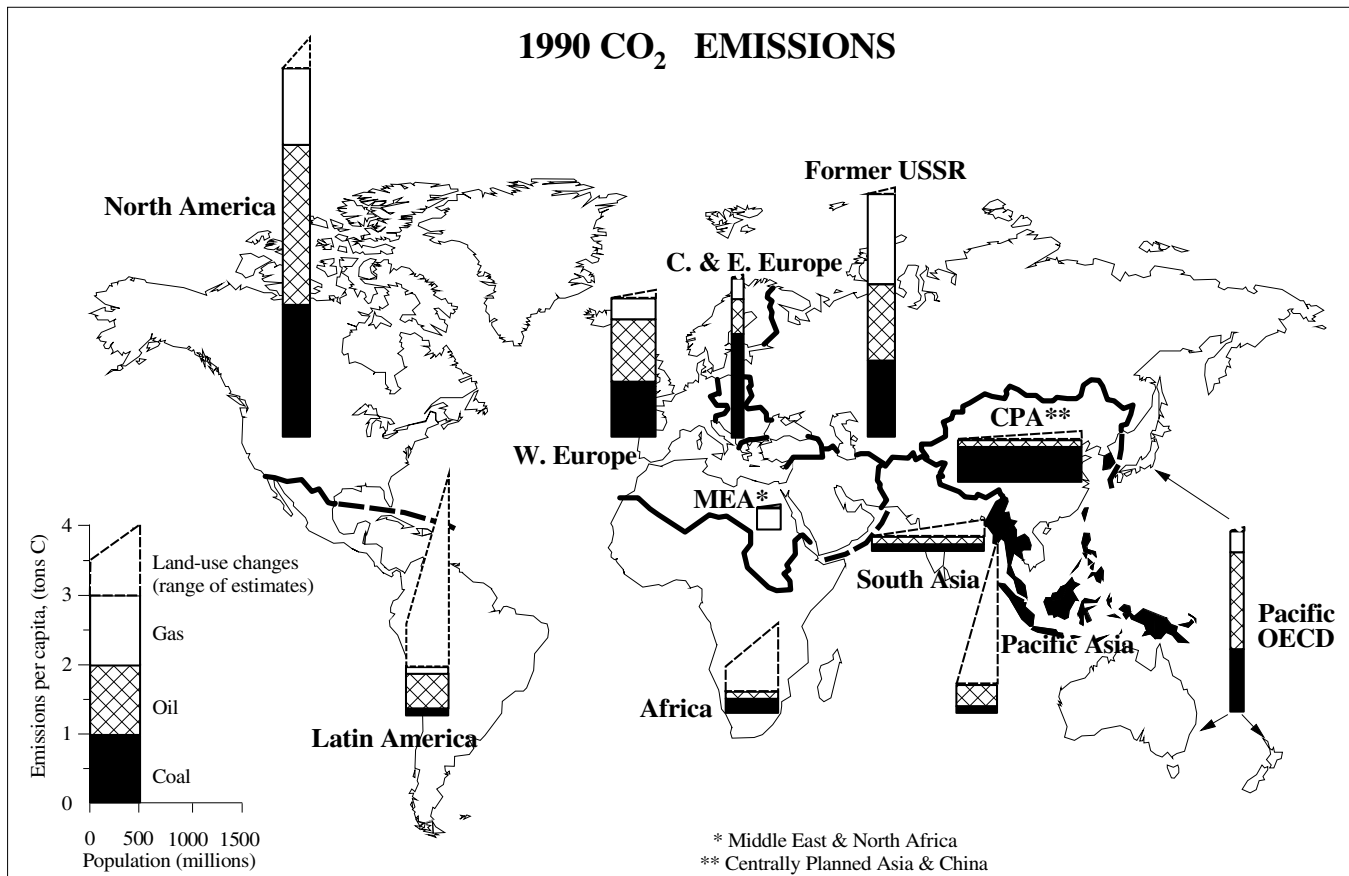 1990 CO₂ EMISSIONS
North America
Former USSR
C. & E. Europe
W. Europe
CPA**
MEA*
South Asia
Pacific Asia
Pacific
OECD
Africa
Latin America
Emissions per capita, (tons C)
4
3
2
1
0
Land-use changes
(range of estimates)
Gas
Oil
Coal
0 500 1000 1500
Population (millions)
* Middle East & North Africa
** Centrally Planned Asia & China